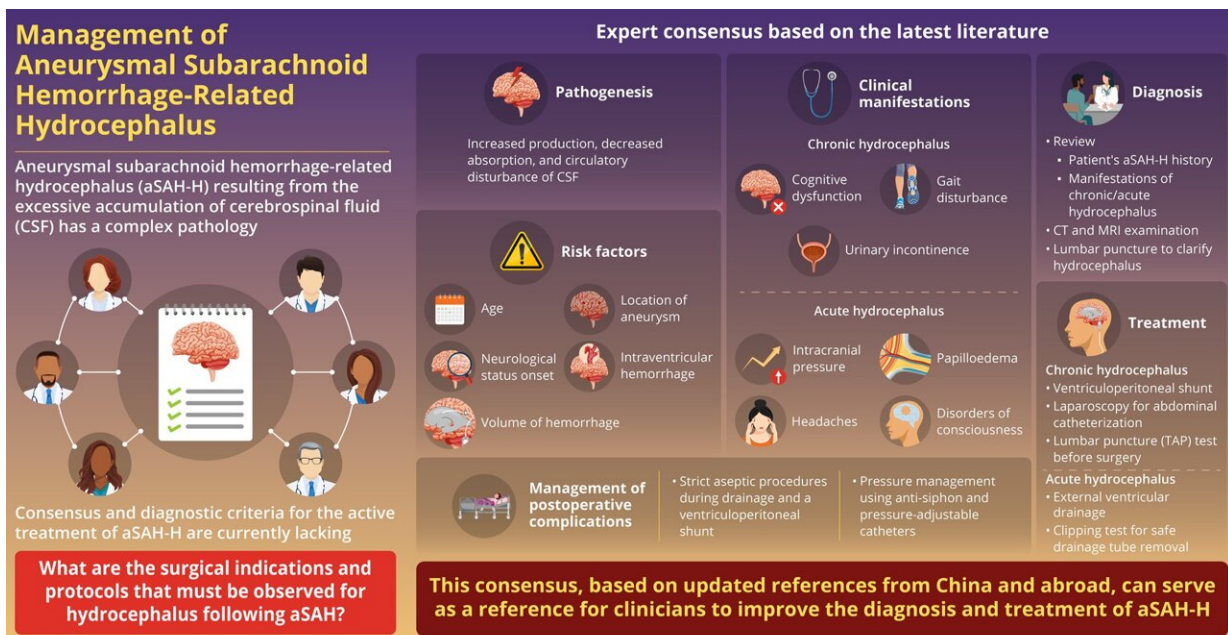 Management of
Aneurysmal Subarachnoid
Hemorrhage-Related
Hydrocephalus
Aneurysmal subarachnoid hemorrhage-related
hydrocephalus (aSAH-H) resulting from the
excessive accumulation of cerebrospinal fluid
(CSF) has a complex pathology
Consensus and diagnostic criteria for the active
treatment of aSAH-H are currently lacking
What are the surgical indications and
protocols that must be observed for
hydrocephalus following aSAH?
Expert consensus based on the latest literature
Pathogenesis
Increased production, decreased
absorption, and circulatory
disturbance of CSF
Risk factors
Age
Location of
aneurysm
Neurological
status onset
Intraventricular
hemorrhage
Volume of hemorrhage
Clinical
manifestations
Chronic hydrocephalus
Cognitive
dysfunction
Gait
disturbance
Urinary incontinence
Acute hydrocephalus
Intracranial
pressure
Papilloedema
Headaches
Disorders of
consciousness
Diagnosis
• Review
• Patient's aSAH-H history
• Manifestations of
chronic/acute
hydrocephalus
• CT and MRI examination
• Lumbar puncture to clarify
hydrocephalus
Treatment
Chronic hydrocephalus
• Ventriculoperitoneal shunt
• Laparoscopy for abdominal
catheterization
• Lumbar puncture (TAP) test
before surgery
Acute hydrocephalus
• External ventricular
drainage
• Clipping test for safe
drainage tube removal
Management of
postoperative
complications
• Strict aseptic procedures
during drainage and a
ventriculoperitoneal
shunt
• Pressure management
using anti-siphon and
pressure-adjustable
catheters
This consensus, based on updated references from China and abroad, can serve
as a reference for clinicians to improve the diagnosis and treatment of aSAH-H